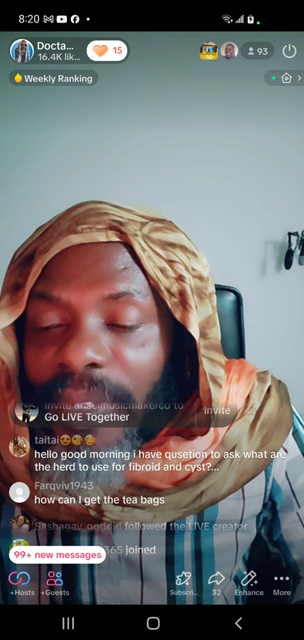 8:20
Docta...
16.4K lik...
15
93
Weekly Ranking
Go LIVE Together
Invite
taitai
hello good morning i have qusetion to ask what are
the herd to use for fibroid and cyst?...
Farqviv1943
how can I get the tea bags
followed the LIVE creator
99+ new messages
365 joined
+Hosts
+Guests
Subscri...
32
Enhance
More